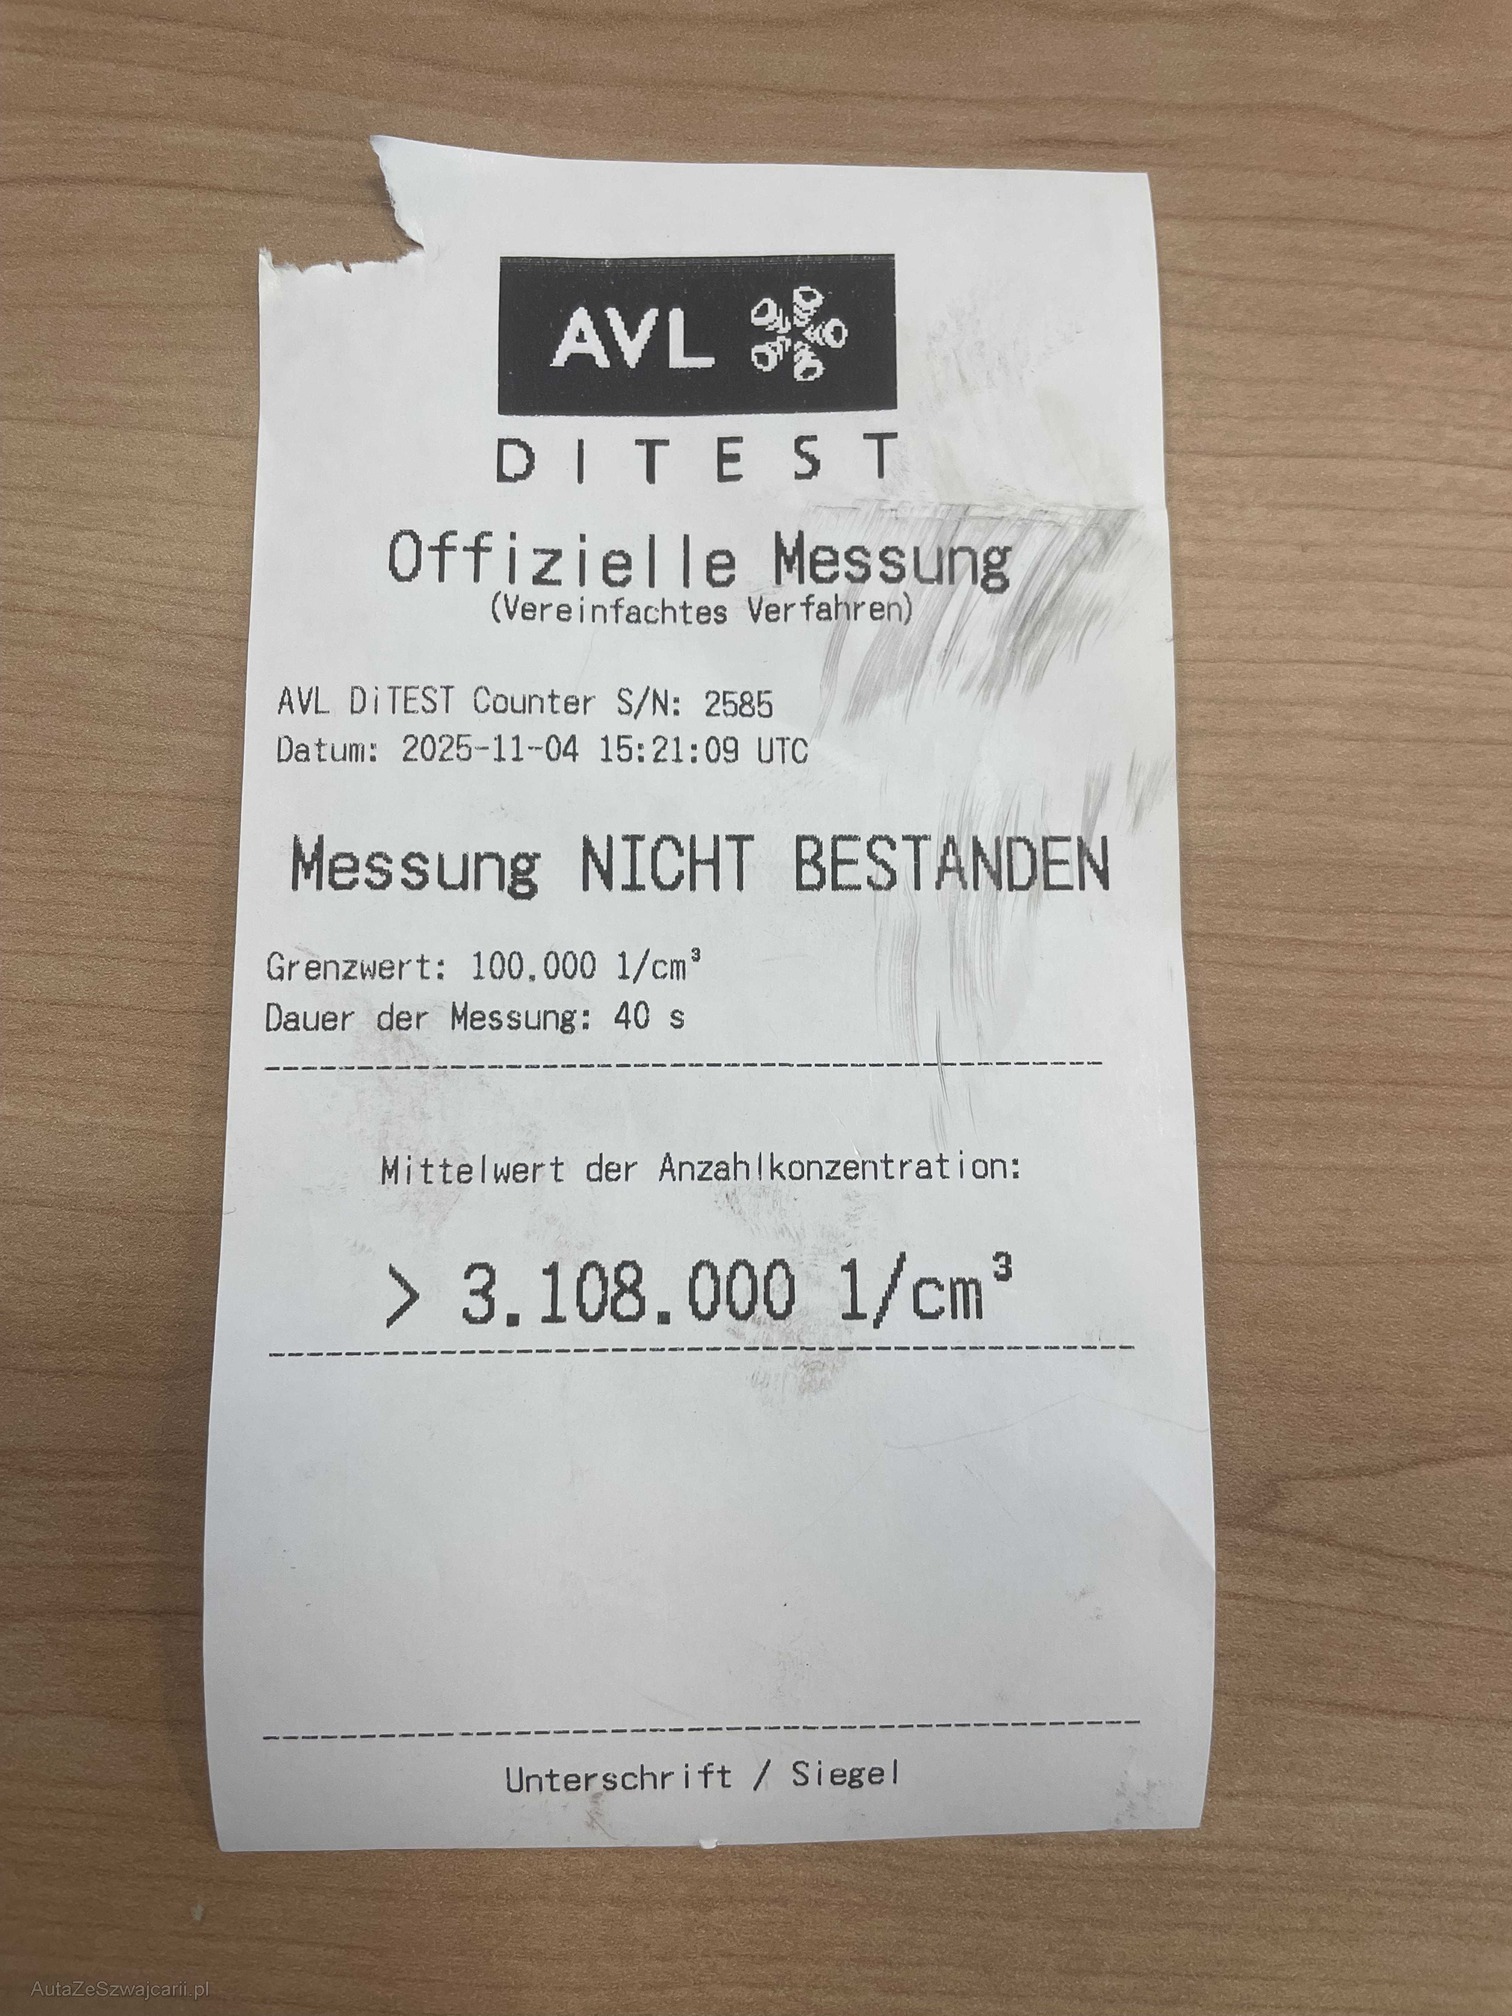 AVL
DITEST
Offizielle Messung
(Vereinfachtes Verfahren)
AVL DiTEST Counter S/N: 2585
Datum: 2025-11-04 15:21:09 UTC
Messung NICHT BESTANDEN
Grenzwert: 100.000 1/cm³
Dauer der Messung: 40 s
Mittelwert der Anzahlkonzentration:
> 3.108.000 1/cm³
Unterschrift / Siegel
AutaZeSzwajcarii.pl